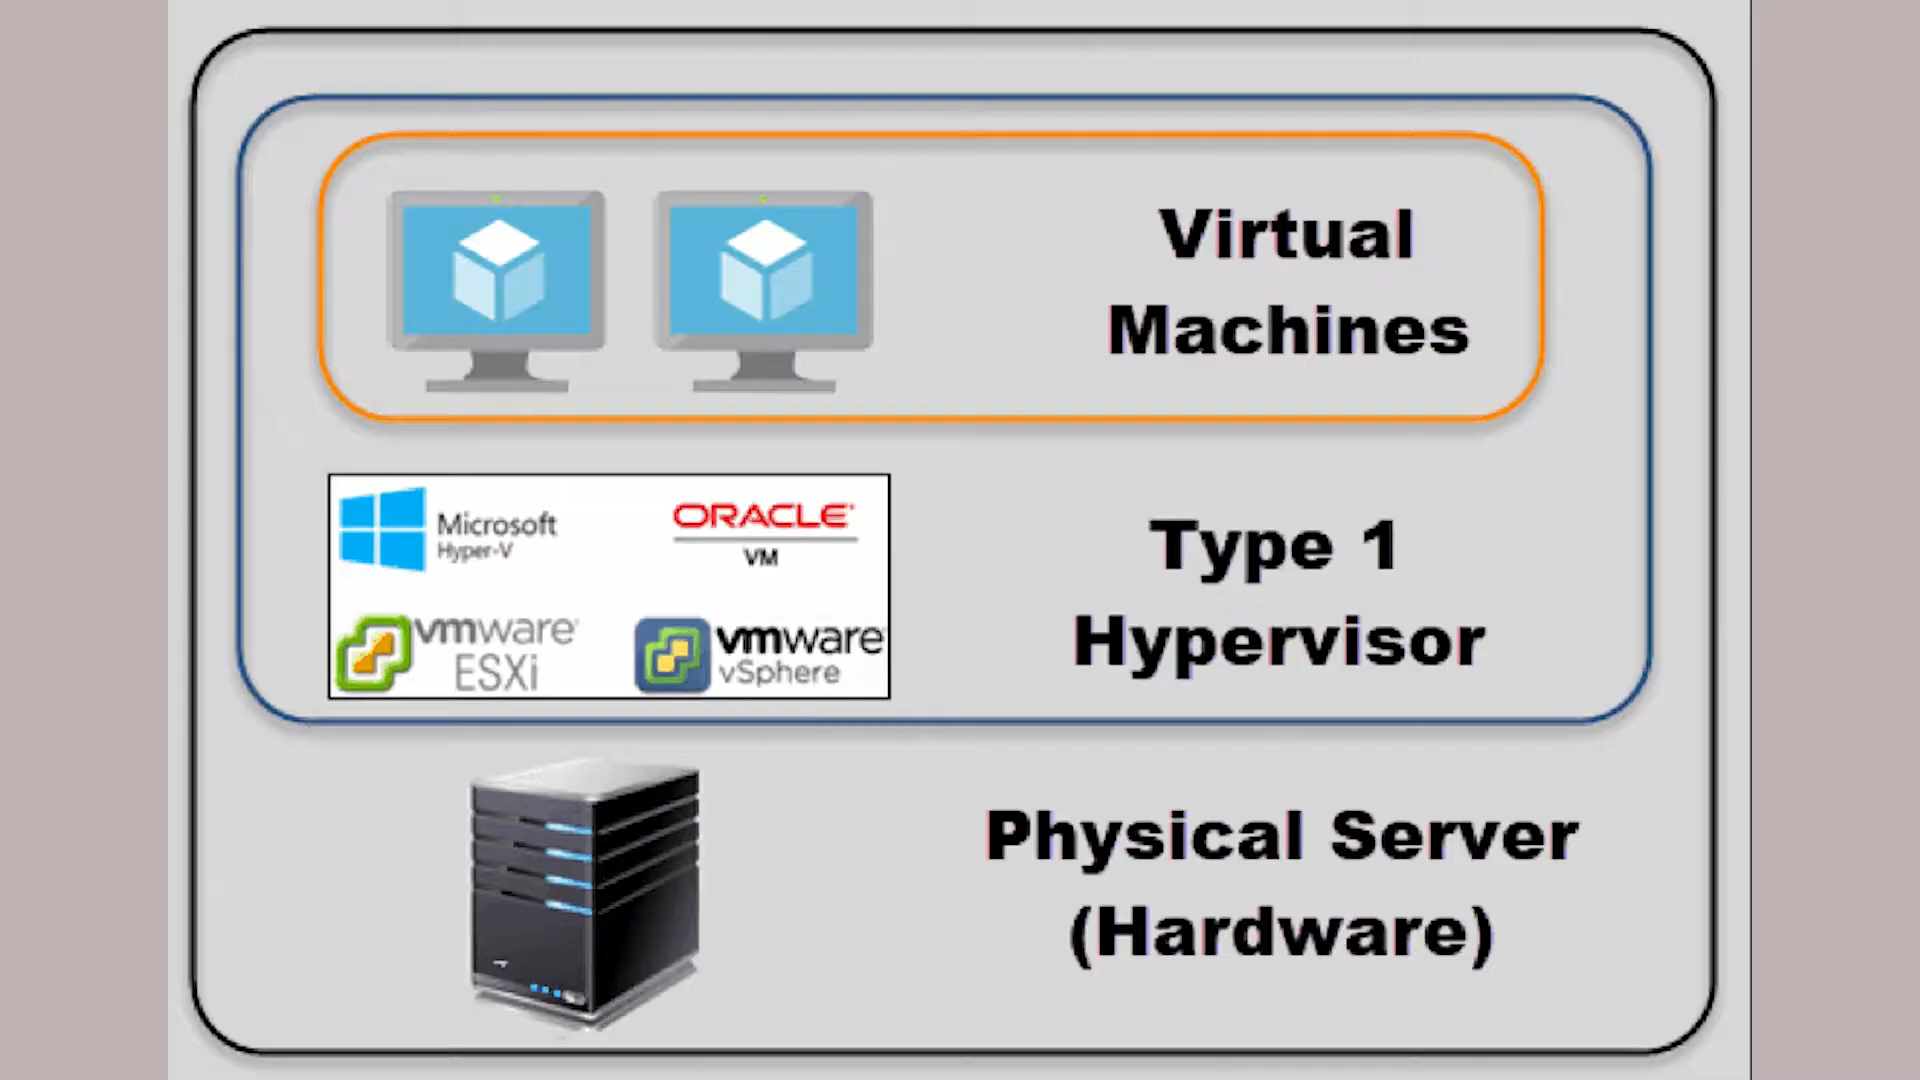 Virtual
Machines
Microsoft
Hyper-V
ORACLE
VM
vmware
ESXi
vmware
vSphere
Type 1
Hypervisor
Physical Server
(Hardware)